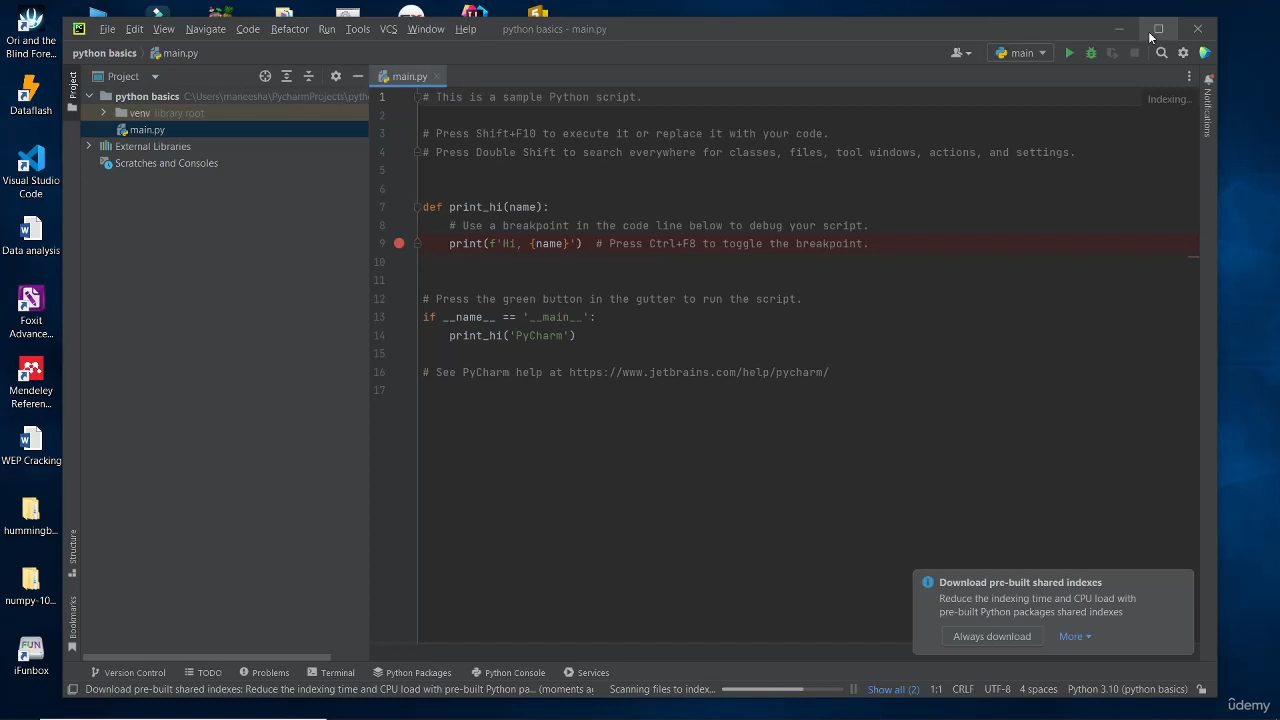 Ori and the
Blind Fore...
Dataflash
Visual Studio
Code
Data analysis
Foxit
Advance...
Mendeley
Referen...
WEP Cracking
hummingb...
numpy-10...
iFunbox
File Edit View Navigate Code Refactor Run Tools VCS Window Help python basics - main.py
python basics main.py
main
Project
Project
main.py
python basics C:\Users\maneesha\PycharmProjects\pyth
venv library root
main.py
External Libraries
Scratches and Consoles
Structure
Bookmarks
1 # This is a sample Python script.
2
3 # Press Shift+F10 to execute it or replace it with your code.
4 # Press Double Shift to search everywhere for classes, files, tool windows, actions, and settings.
5
6
7 def print_hi(name):
8 # Use a breakpoint in the code line below to debug your script.
9 print(f'Hi, {name}') # Press Ctrl+F8 to toggle the breakpoint.
10
11
12 # Press the green button in the gutter to run the script.
13 if __name__ == '__main__':
14 print_hi('PyCharm')
15
16 # See PyCharm help at https://www.jetbrains.com/help/pycharm/
17
Indexing...
Notifications
Download pre-built shared indexes
Reduce the indexing time and CPU load with
pre-built Python packages shared indexes
Always download More
Version Control TODO Problems Terminal Python Packages Python Console Services
Download pre-built shared indexes: Reduce the indexing time and CPU load with pre-built Python pa... (moments a Scanning files to index... Show all (2) 1:1 CRLF UTF-8 4 spaces Python 3.10 (python basics)
ûdemy